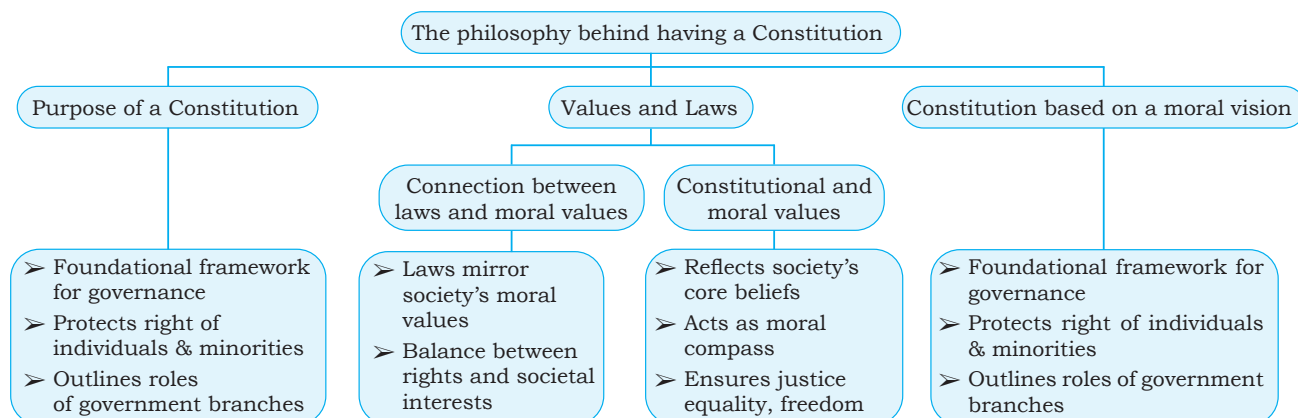 The philosophy behind having a Constitution
Purpose of a Constitution
Values and Laws
Constitution based on a moral vision
Connection between
laws and moral values
Constitutional and
moral values
➢ Foundational framework
for governance
➢ Protects right of
individuals & minorities
➢ Outlines roles
of government branches
➢ Laws mirror
society's moral
values
➢ Balance between
rights and societal
interests
➢ Reflects society's
core beliefs
➢ Acts as moral
compass
➢ Ensures justice
equality, freedom
➢ Foundational framework for
governance
➢ Protects right of individuals
& minorities
➢ Outlines roles of government
branches